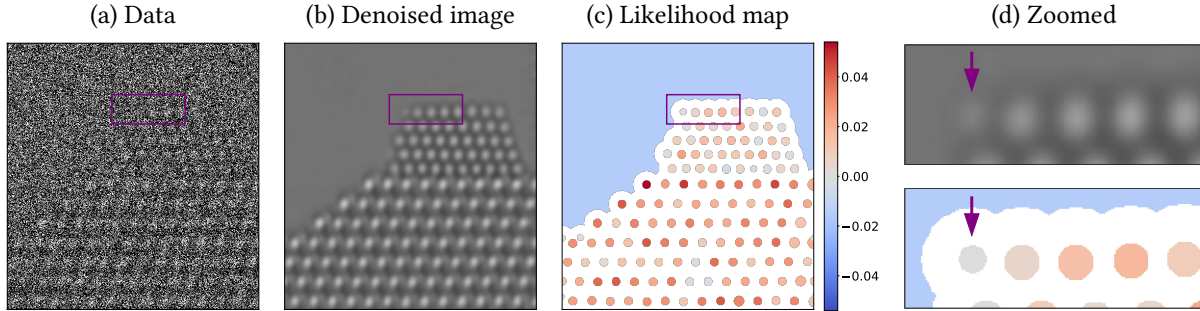 (a) Data
(b) Denoised image
(c) Likelihood map
(d) Zoomed
0.04
0.02
0.00
−0.02
−0.04